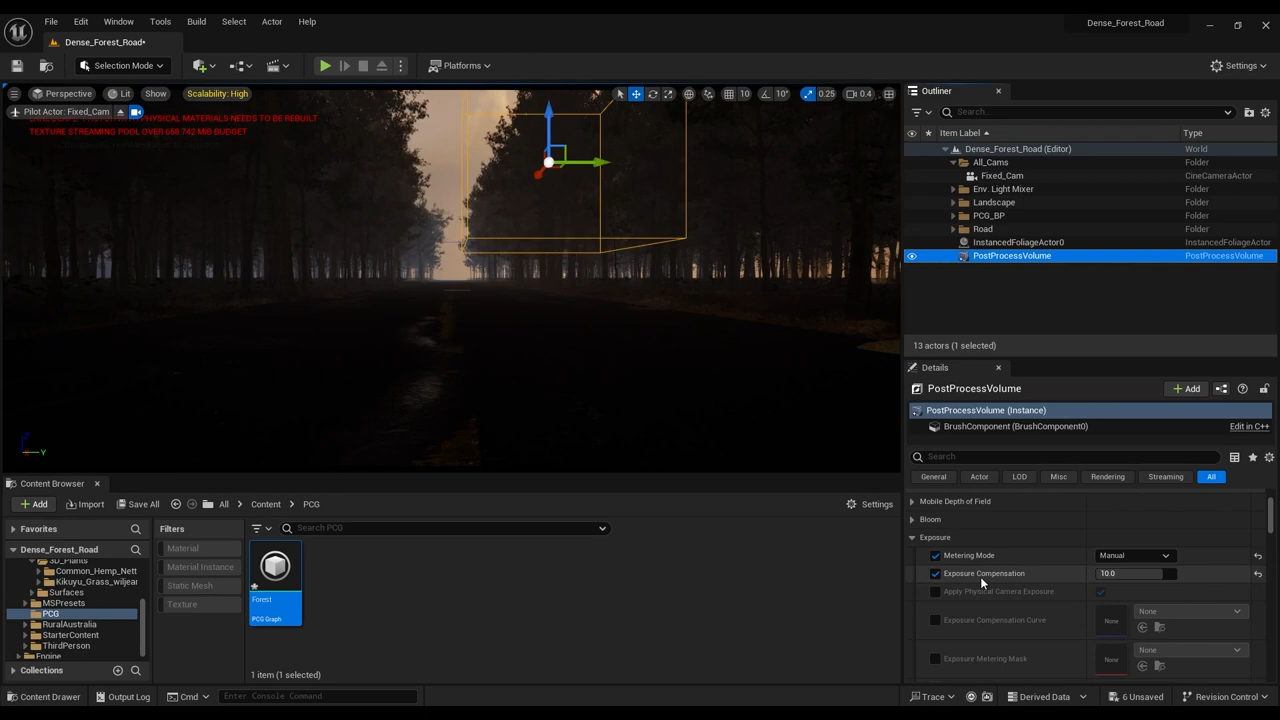 File Edit Window Tools Build Select Actor Help
Dense_Forest_Road
Dense_Forest_Road*
Selection Mode
Platforms
Settings
Perspective Lit Show Scalability: High
10 10° 0.25 0.4
Pilot Actor: Fixed_Cam
PHYSICAL MATERIALS NEEDS TO BE REBUILT
TEXTURE STREAMING POOL OVER 668.742 MiB BUDGET
Y
Outliner
Search...
Item Label Type
Dense_Forest_Road (Editor) World
All_Cams Folder
Fixed_Cam CineCameraActor
Env. Light Mixer Folder
Landscape Folder
PCG_BP Folder
Road Folder
InstancedFoliageActor0 InstancedFoliageActor
PostProcessVolume PostProcessVolume
13 actors (1 selected)
Details
PostProcessVolume
Add
PostProcessVolume (Instance)
BrushComponent (BrushComponent0) Edit in C++
Search
General Actor LOD Misc Rendering Streaming All
Mobile Depth of Field
Bloom
Exposure
Metering Mode Manual
Exposure Compensation 10.0
Apply Physical Camera Exposure
Exposure Compensation Curve None None
Exposure Metering Mask None None
Content Browser
Add Import Save All All Content PCG Settings
Favorites
Dense_Forest_Road
3D_Plants
Common_Hemp_Nett
Kikuyu_Grass_wiljear
Surfaces
MSPresets
PCG
RuralAustralia
StarterContent
ThirdPerson
Engine
Collections
Filters
Material
Material Instance
Static Mesh
Texture
Search PCG
Forest
PCG Graph
1 item (1 selected)
Content Drawer Output Log Cmd Enter Console Command Trace Derived Data 6 Unsaved Revision Control